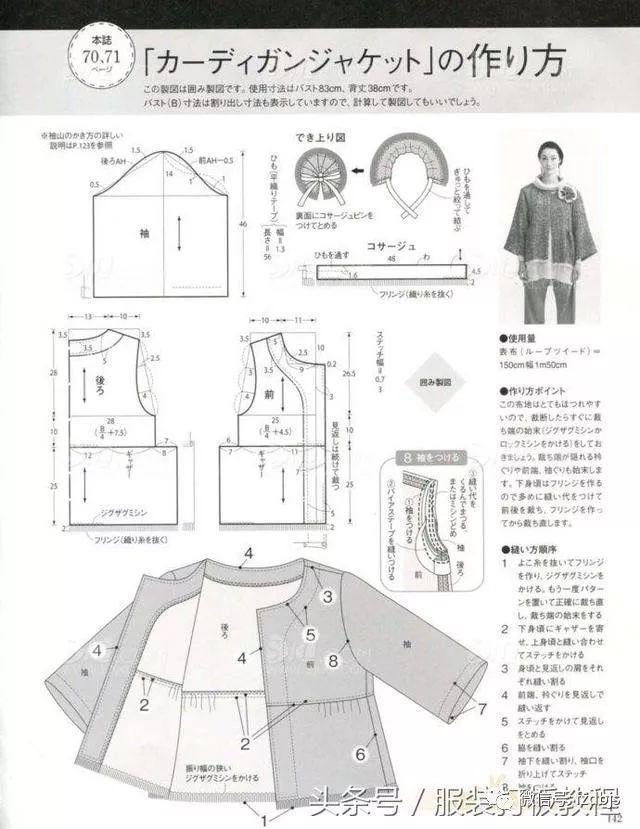 本誌
70、71
ページ
「カーディガンジャケット」の作り方
この製図は囲み製図です。使用寸法はバスト83cm、背丈38cmです。
バスト(B)寸法は割り出し寸法も表示していますので、計算して製図してもいいでしょう。
※袖山のかき方の詳しい
説明はP.123を参照
1.5
1.5
後ろAH
前AH−0.5
0.5
14
1
1
袖
46
ひも(平織りテープ)
幅=1.3
長さ=56
でき上り図
裏面にコサージュピンを
つけてとめる
ひもを通して
ぎゅっと絞って結ぶ
コサージュ
ひもを通す
48
わ
1.6
4.5
2
フリンジ(織り糸を抜く)
13
10
10
11
3.5
3.5
28
5
後ろ
前
26.5
28
(B/4+7.5)
25
(B/4+4.5)
10
12
ギャザー
7
8
25
2
ジグザグミシン
フリンジ(織り糸を抜く)
ステッチ幅=0.7
3
見返しは続けて裁つ
囲み製図
8 袖をつける
①袖をつける
②バイアステープを縫いつける
③縫い代を
くるんでまつる、
またはミシンどめ
袖
前
後ろ
●使用量
表布(ループツイード)=
150cm幅1m50cm
●作り方ポイント
この布地はとてもほつれやす
いので、裁断したらすぐに裁
ち端の始末(ジグザグミシンか
ロックミシンをかける)をしてお
きましょう。裁ち端が隠れる衿
ぐりや前端、袖ぐりも始末しま
す。下身頃はフリンジを作る
ので多めに縫い代をつけて
前後を裁ち、フリンジを作っ
てから裁ち直します。
●縫い方順序
1 よこ糸を抜いてフリンジ
を作り、ジグザグミシンを
かける。もう一度パター
ンを置いて正確に裁ち直
し、裁ち端の始末をする
2 下身頃にギャザーを寄
せ、上身頃と縫い合わせ
てステッチをかける
3 身頃と見返しの肩をそれ
ぞれ縫い割る
4 前端、衿ぐりを見返しで
縫い返す
5 ステッチをかけて見返し
をとめる
6 脇を縫い割る
7 袖下を縫い割り、袖口を
折り上げてステッチ
8 袖をつける
4
3
5
4
袖
後ろ
4
前
8
袖
2
2
7
6
振り幅の狭い
ジグザグミシンをかける
1
头条号／服装打板教程
142